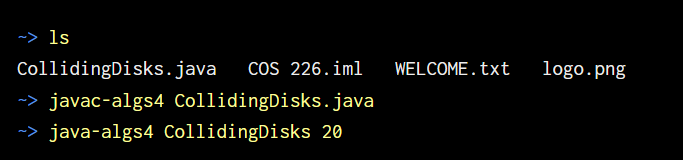 ~> ls
CollidingDisks.java   COS 226.iml   WELCOME.txt   logo.png
~> javac-algs4 CollidingDisks.java
~> java-algs4 CollidingDisks 20